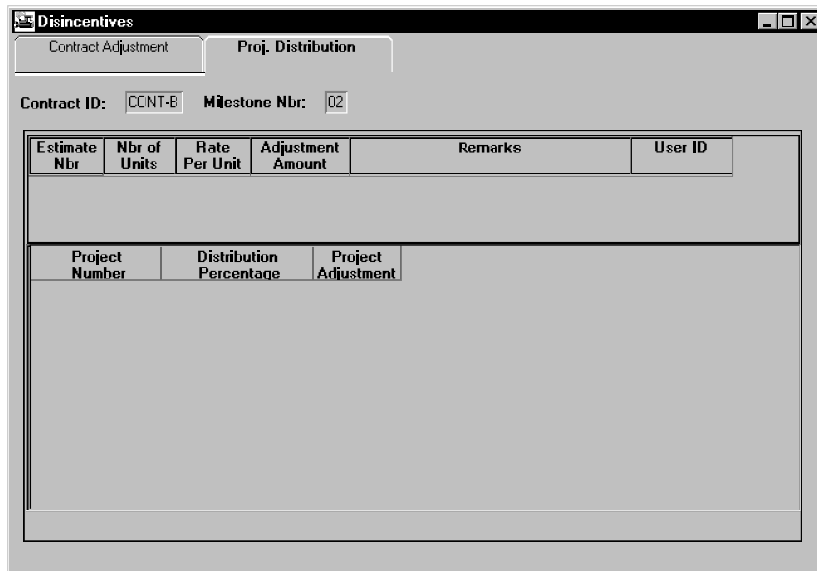 Disincentives
Contract Adjustment Proj. Distribution
Contract ID: CONT-B Milestone Nbr: 02
Estimate Nbr of Rate Adjustment Remarks User ID
Nbr Units Per Unit Amount
Project Distribution Project
Number Percentage Adjustment